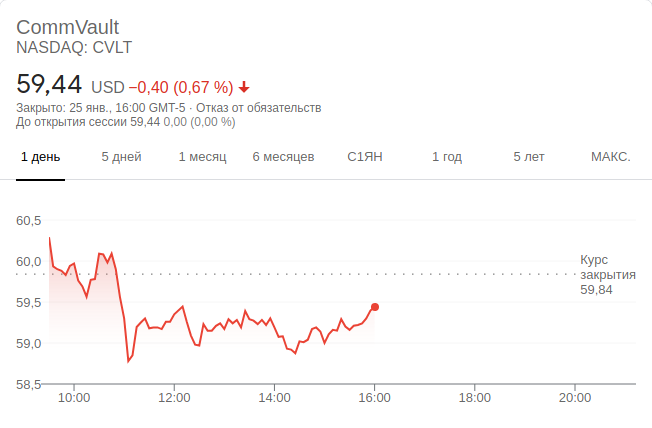 CommVault
NASDAQ: CVLT
59,44 USD −0,40 (0,67 %)
Закрыто: 25 янв., 16:00 GMT-5 · Отказ от обязательств
До открытия сессии 59,44 0,00 (0,00 %)
1 день 5 дней 1 месяц 6 месяцев С1ЯН 1 год 5 лет МАКС.
60,5
60,0
59,5
59,0
58,5
Курс
закрытия
59,84
10:00 12:00 14:00 16:00 18:00 20:00